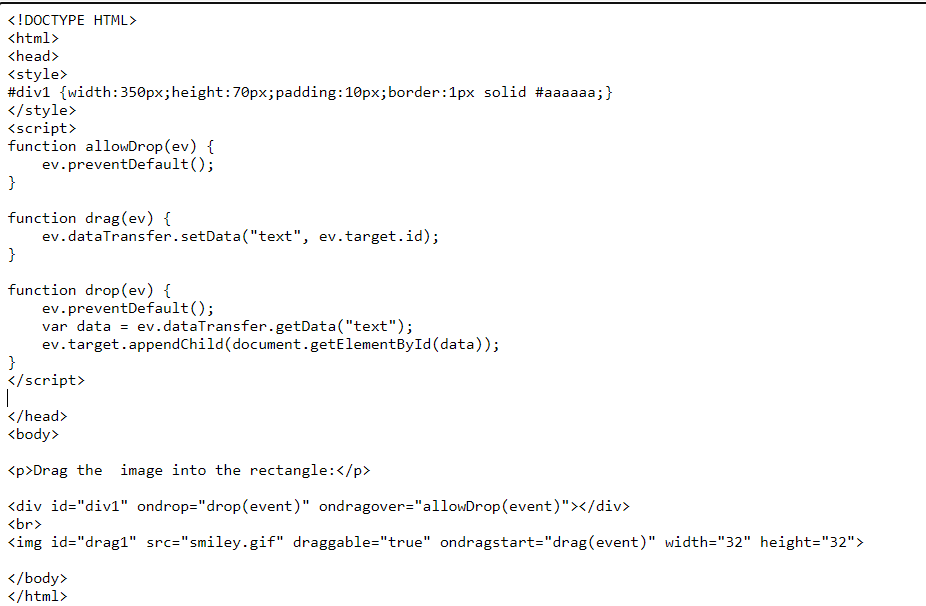 <!DOCTYPE HTML>
<html>
<head>
<style>
#div1 {width:350px;height:70px;padding:10px;border:1px solid #aaaaaa;}
</style>
<script>
function allowDrop(ev) {
    ev.preventDefault();
}

function drag(ev) {
    ev.dataTransfer.setData("text", ev.target.id);
}

function drop(ev) {
    ev.preventDefault();
    var data = ev.dataTransfer.getData("text");
    ev.target.appendChild(document.getElementById(data));
}
</script>

</head>
<body>

<p>Drag the  image into the rectangle:</p>

<div id="div1" ondrop="drop(event)" ondragover="allowDrop(event)"></div>
<br>
<img id="drag1" src="smiley.gif" draggable="true" ondragstart="drag(event)" width="32" height="32">

</body>
</html>